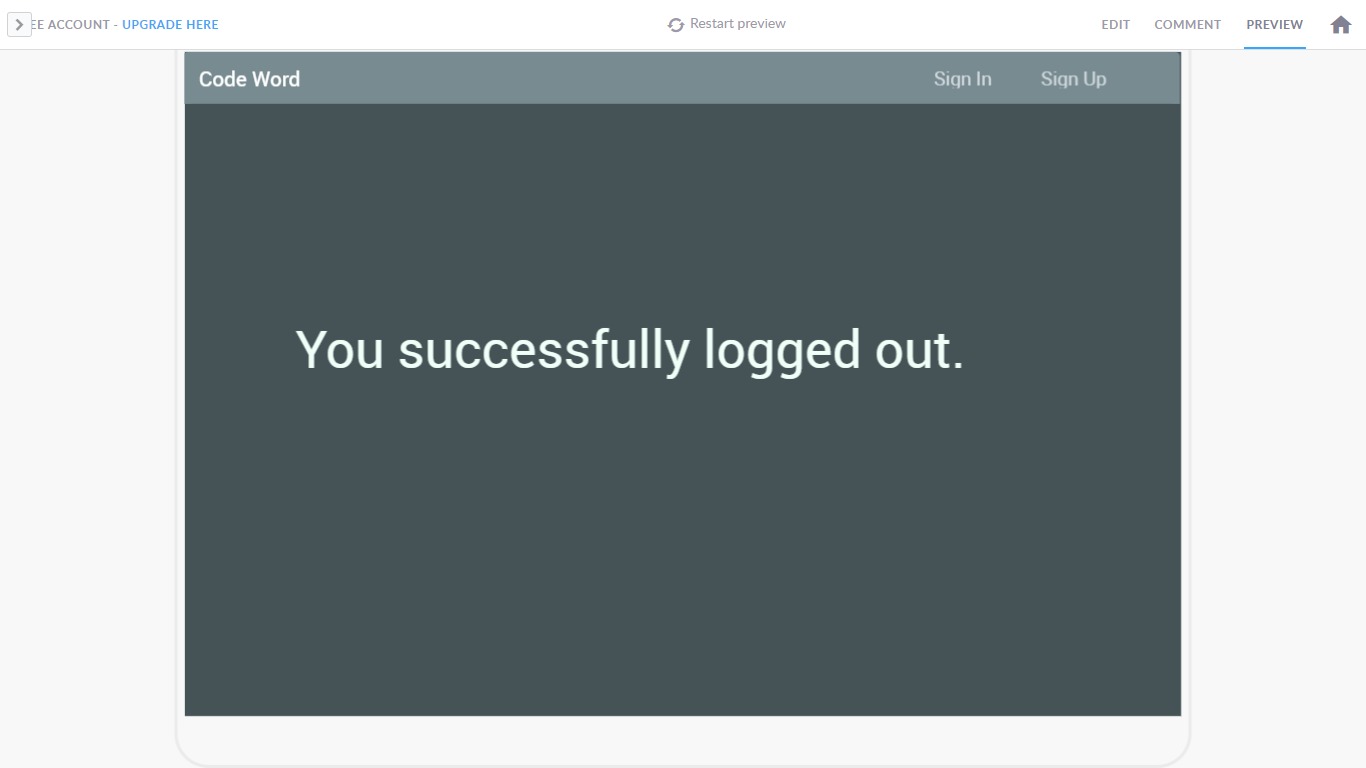 EE ACCOUNT - UPGRADE HERE
Restart preview
EDIT COMMENT PREVIEW
Code Word
Sign In Sign Up
You successfully logged out.